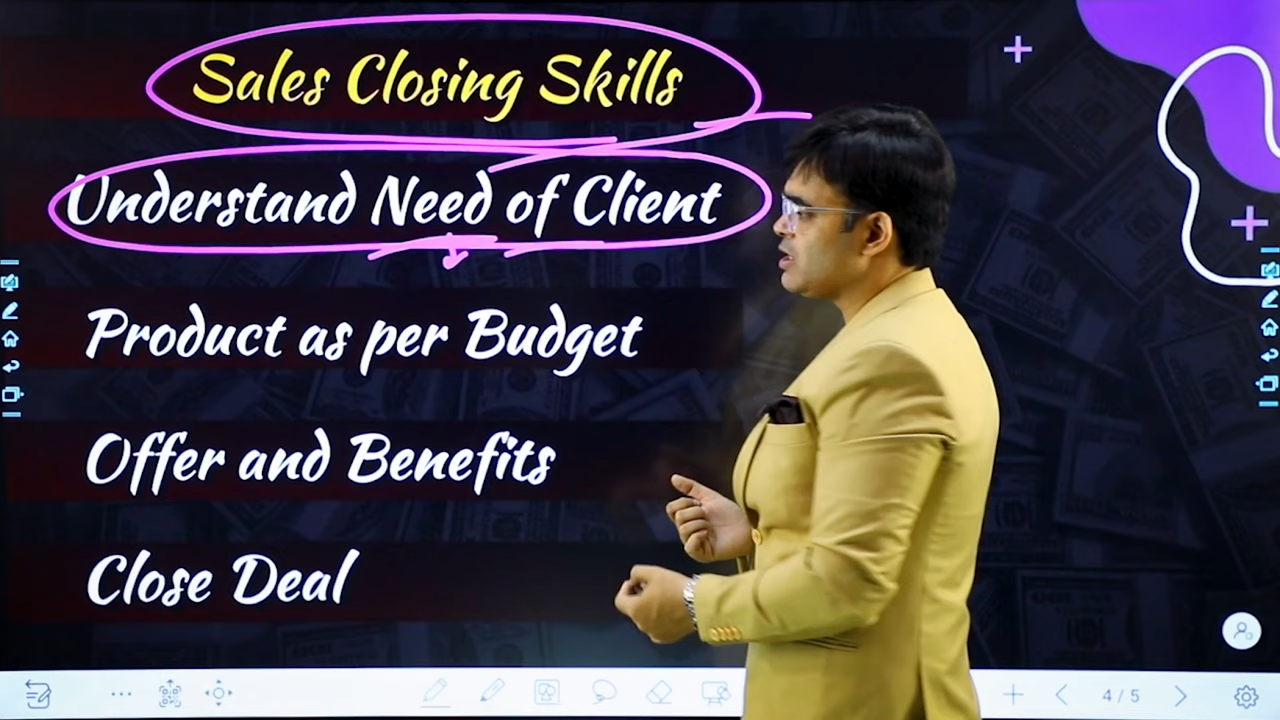 Sales Closing Skills
Understand Need of Client
Product as per Budget
Offer and Benefits
Close Deal
4 / 5